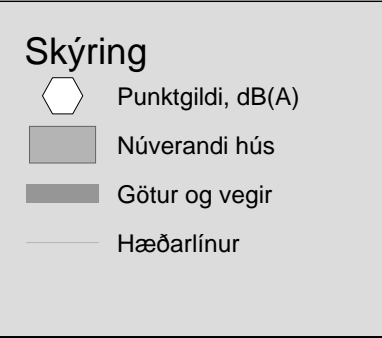 Skýring
Punktgildi, dB(A)
Núverandi hús
Götur og vegir
Hæðarlínur